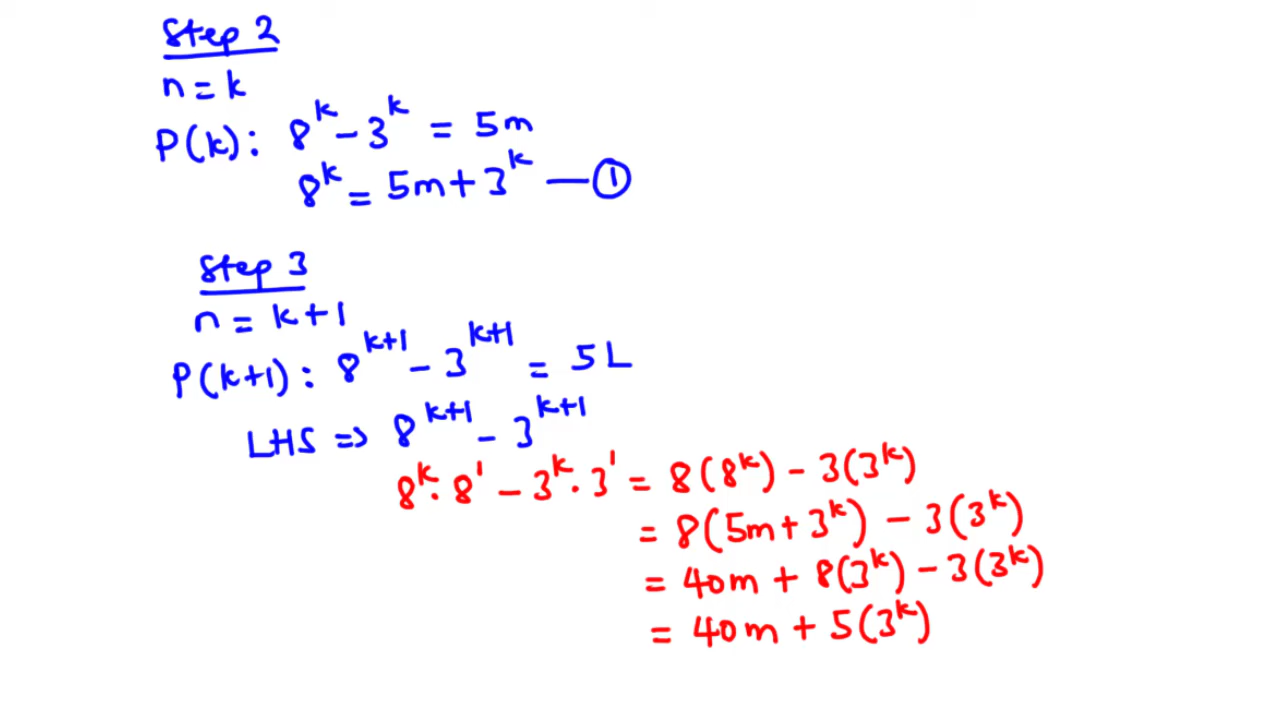 Step 2
n = k
P(k): 8^k - 3^k = 5m
8^k = 5m + 3^k — ①
Step 3
n = k+1
P(k+1): 8^{k+1} - 3^{k+1} = 5L
LHS ⇒ 8^{k+1} - 3^{k+1}
8^k · 8^1 - 3^k · 3^1 = 8(8^k) - 3(3^k)
= 8(5m + 3^k) - 3(3^k)
= 40m + 8(3^k) - 3(3^k)
= 40m + 5(3^k)